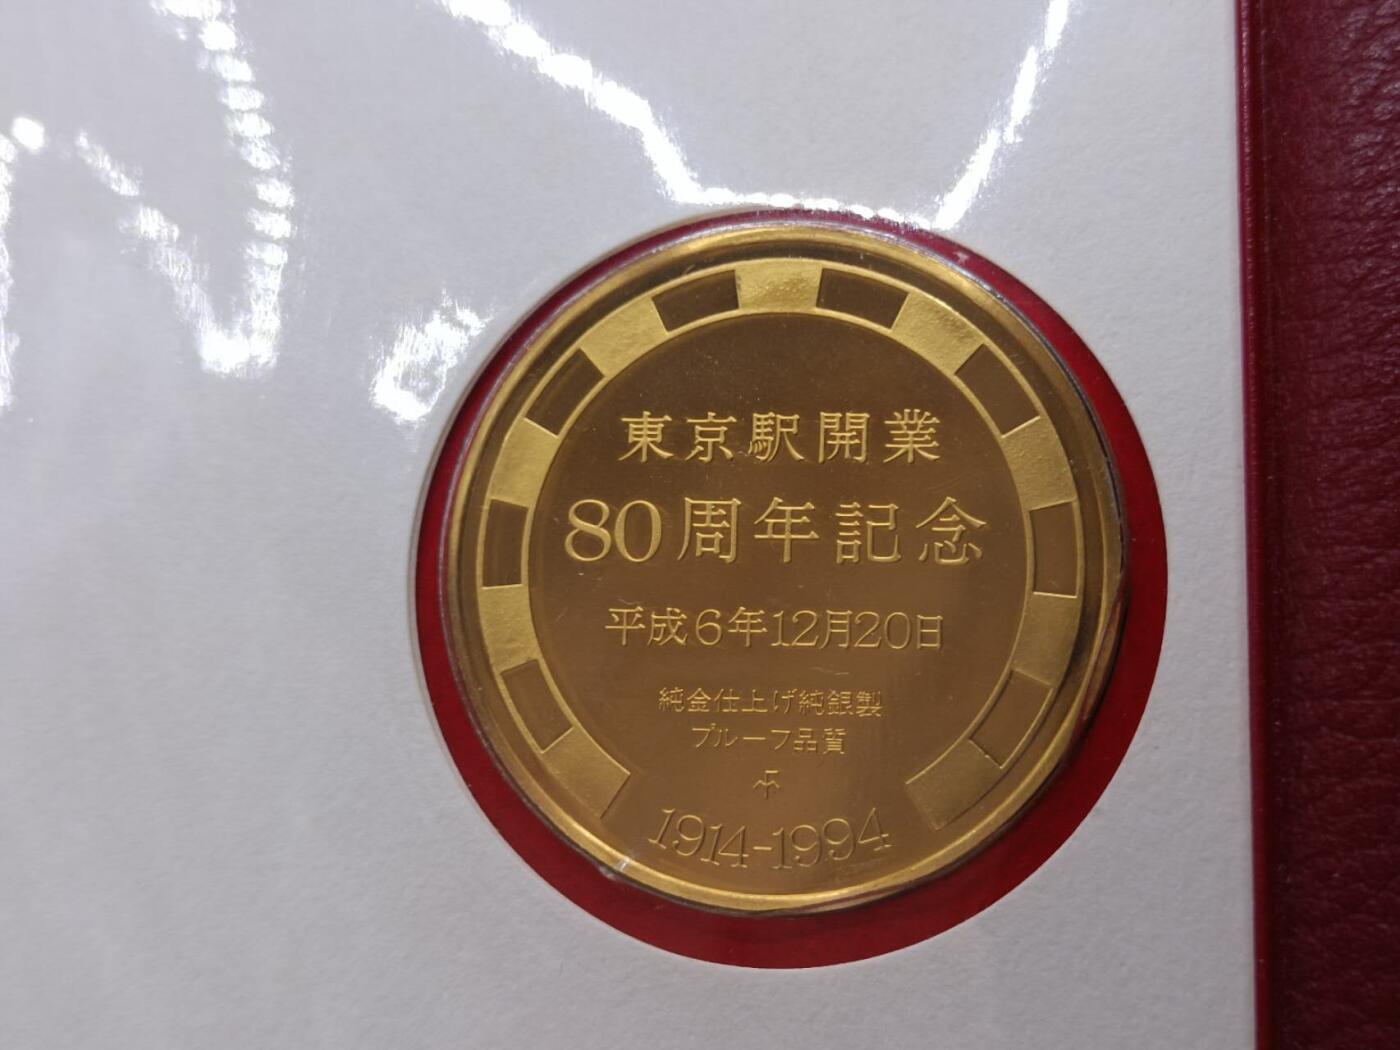 東京駅開業
80周年記念
平成6年12月20日
純金仕上げ純銀製
プルーフ品質
1914-1994